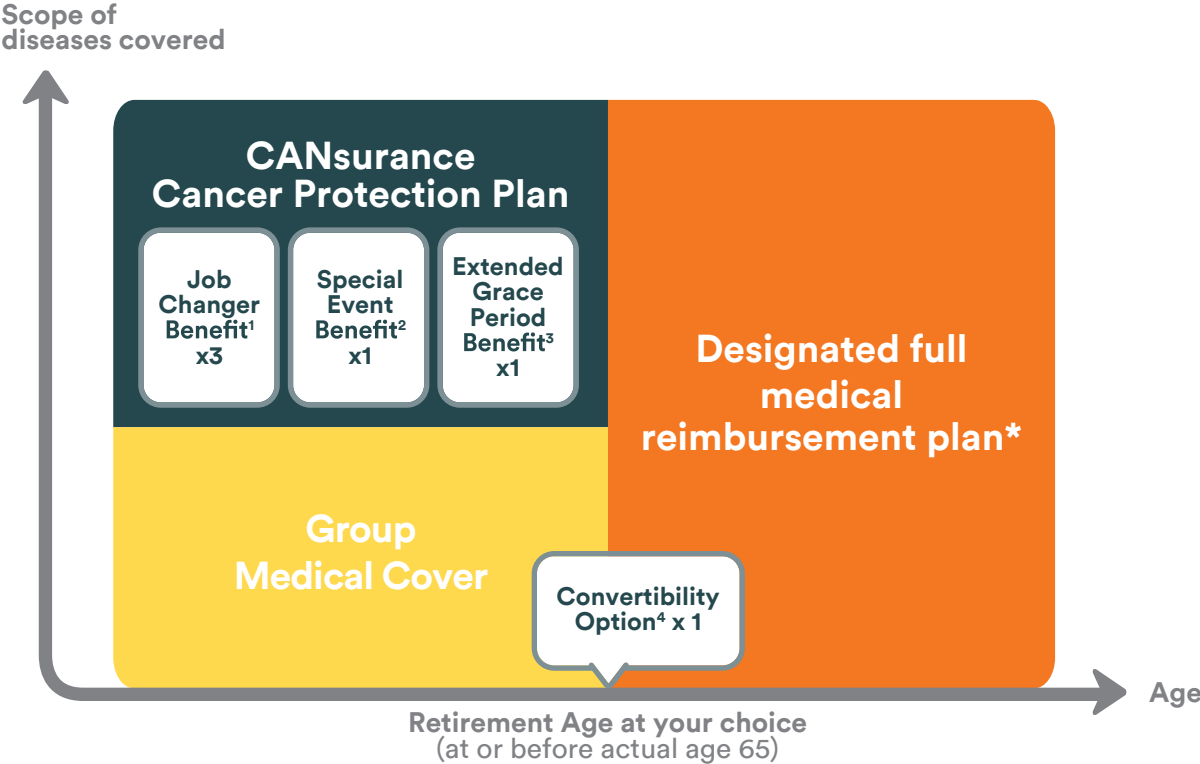 Scope of
diseases covered
CANsurance
Cancer Protection Plan
Job
Changer
Benefit¹
x3
Special
Event
Benefit²
x1
Extended
Grace
Period
Benefit³
x1
Designated full
medical
reimbursement plan*
Group
Medical Cover
Convertibility
Option⁴ x 1
Age
Retirement Age at your choice
(at or before actual age 65)